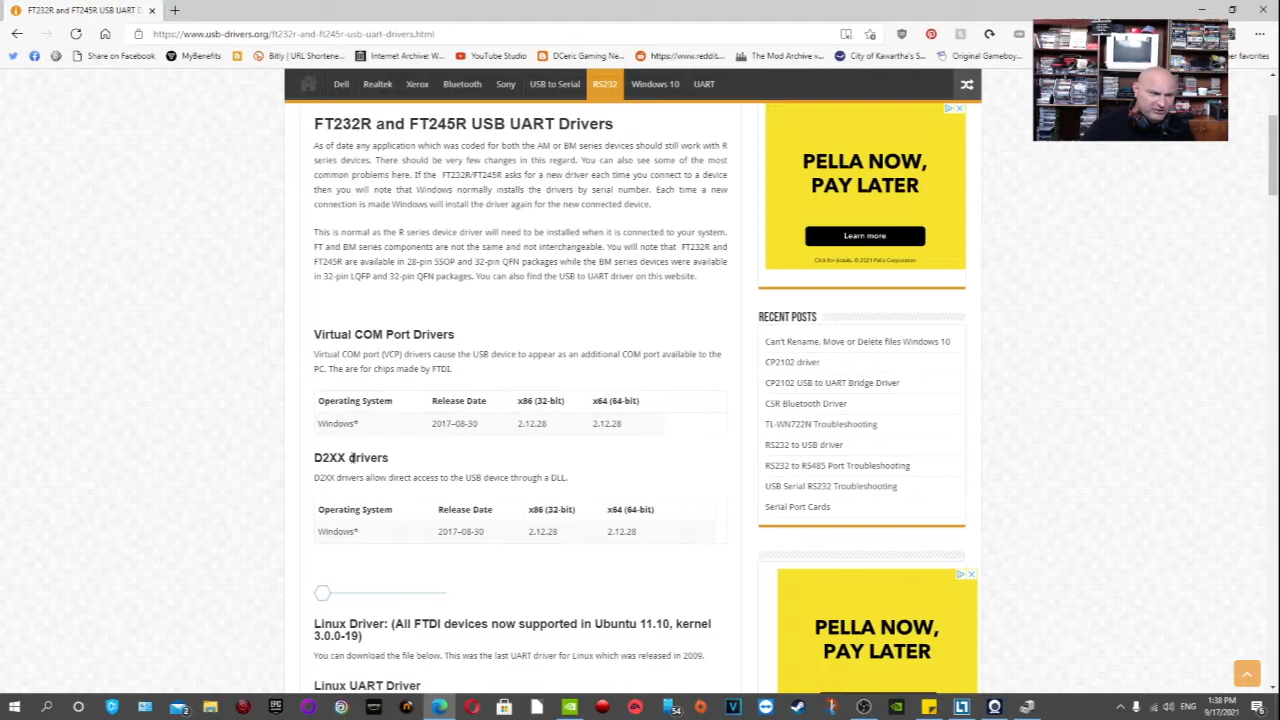 FT232R and FT245R USB UART D
https://www.usb-drivers.org/ft232r-and-ft245r-usb-uart-drivers.html
Share on Facebook
MyBenefits
Bitly | URL Shortene...
Internet Archive: W...
YouTube Studio
DCeric Gaming Ne...
https://www.reddit...
The Mod Archive v...
City of Kawartha's...
Original Gameboy...
favorites
Realtek
Xerox
Bluetooth
Sony
USB to Serial
RS232
Windows 10
UART
FT232R and FT245R USB UART Drivers
As of date any application which was coded for both the AM or BM series devices should still work with R
series devices. There should be very few changes in this regard. You can also see some of the most
common problems here. If the FT232R/FT245R asks for a new driver each time you connect to a device
then you will note that Windows normally installs the drivers by serial number. Each time a new
connection is made Windows will install the driver again for the new connected device.
This is normal as the R series device driver will need to be installed when it is connected to your system.
FT and BM series components are not the same and not interchangeable. You will note that FT232R and
FT245R are available in 28-pin SSOP and 32-pin QFN packages while the BM series devices were available
in 32-pin LQFP and 32-pin QFN packages. You can also find the USB to UART driver on this website.
Virtual COM Port Drivers
Virtual COM port (VCP) drivers cause the USB device to appear as an additional COM port available to the
PC. The are for chips made by FTDI.
Operating System Release Date x86 (32-bit) x64 (64-bit)
Windows* 2017–08-30 2.12.28 2.12.28
D2XX drivers
D2XX drivers allow direct access to the USB device through a DLL.
Operating System Release Date x86 (32-bit) x64 (64-bit)
Windows* 2017–08-30 2.12.28 2.12.28
Linux Driver: (All FTDI devices now supported in Ubuntu 11.10, kernel
3.0.0-19)
You can download the file below. This was the last UART driver for Linux which was released in 2009.
Linux UART Driver
PELLA NOW,
PAY LATER
Learn more
Click for details. © 2021 Pella Corporation
RECENT POSTS
Can't Rename, Move or Delete files Windows 10
CP2102 driver
CP2102 USB to UART Bridge Driver
CSR Bluetooth Driver
TL-WN722N Troubleshooting
RS232 to USB driver
RS232 to RS485 Port Troubleshooting
USB Serial RS232 Troubleshooting
Serial Port Cards
PELLA NOW,
PAY LATER
54
ENG
1:38 PM
9/17/2021